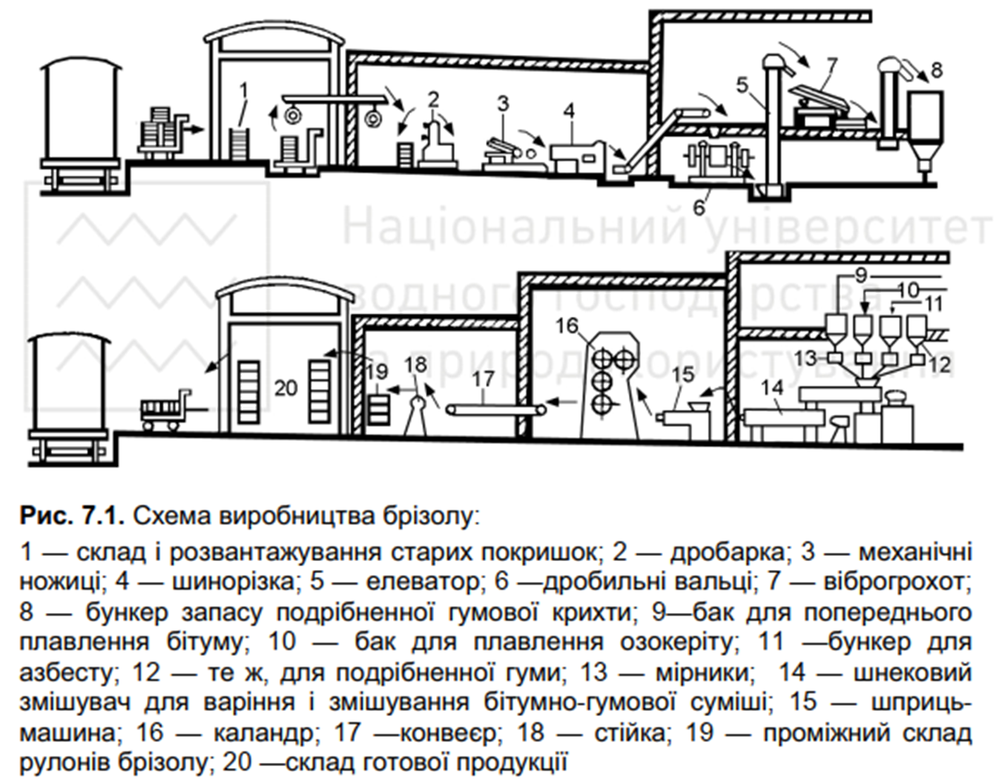 1
2
3
4
5
6
7
8
Національний університет
водного господарства
та природокористування
9
10
11
12
13
14
15
16
17
18
19
20
Рис. 7.1. Схема виробництва брізолу:
1 — склад і розвантажування старих покришок; 2 — дробарка; 3 — механічні
ножиці; 4 — шинорізка; 5 — елеватор; 6 —дробильні вальці; 7 — віброгрохот;
8 — бункер запасу подрібненної гумової крихти; 9—бак для попереднього
плавлення бітуму; 10 — бак для плавлення озокеріту; 11 —бункер для
азбесту; 12 — те ж, для подрібненної гуми; 13 — мірники; 14 — шнековий
змішувач для варіння і змішування бітумно-гумової суміші; 15 — шприць-
машина; 16 — каландр; 17 —конвеєр; 18 — стійка; 19 — проміжний склад
рулонів брізолу; 20 —склад готової продукції